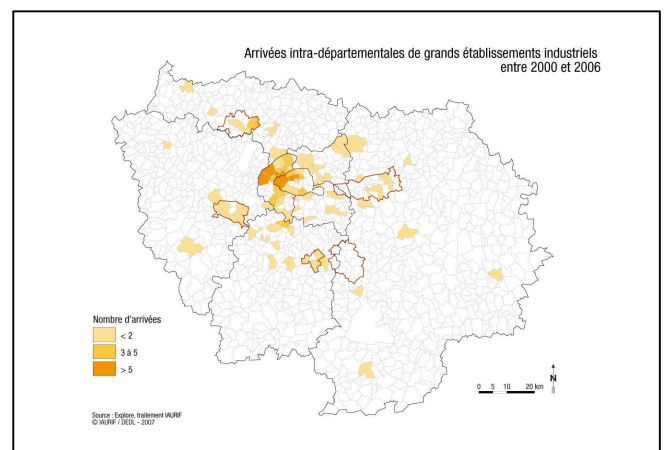 Arrivées intra-départementales de grands établissements industriels
entre 2000 et 2006
Nombre d'arrivées
< 2
3 à 5
> 5
0 5 10 20 km
N
Source : Explore, traitement IAURIF
© IAURIF / DEDL - 2007